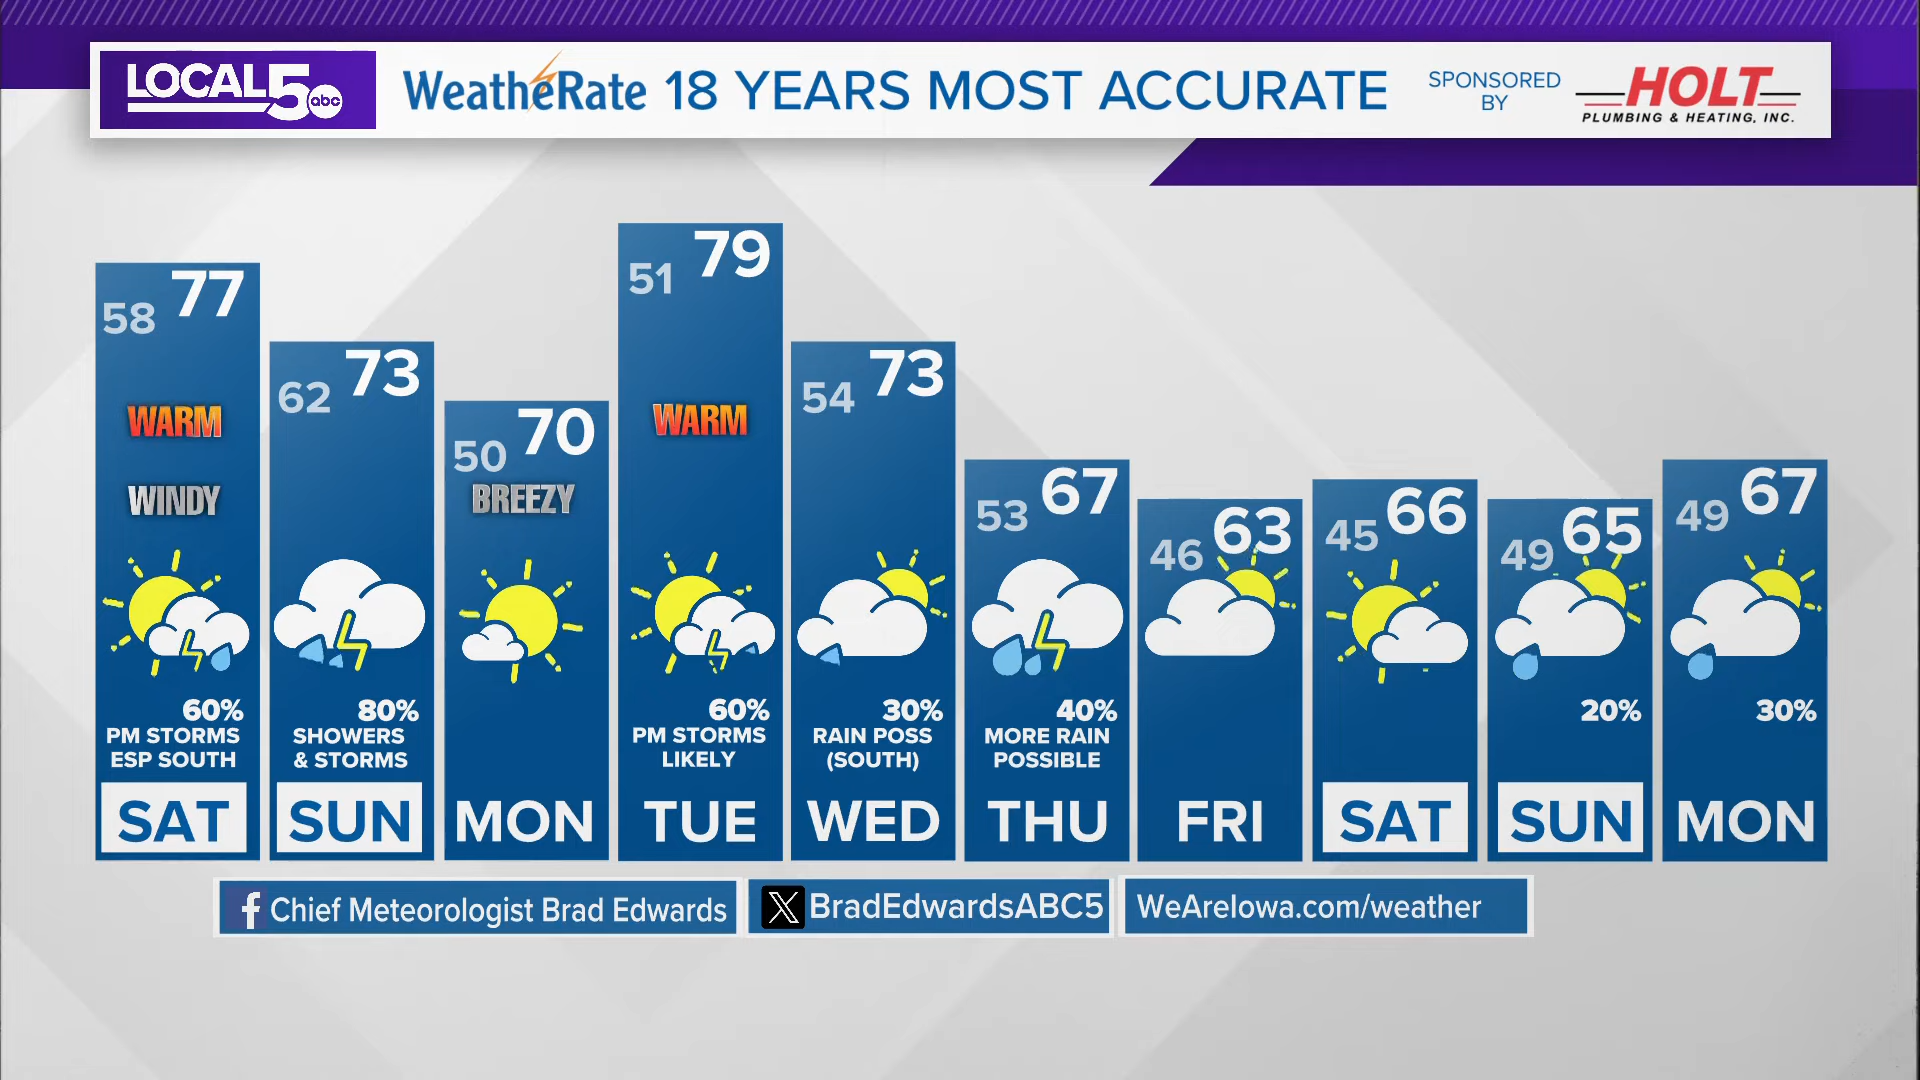 LOCAL 5 abc
WeatheRate 18 YEARS MOST ACCURATE
SPONSORED
BY
HOLT
PLUMBING & HEATING, INC.
58 77
WARM
WINDY
60%
PM STORMS
ESP SOUTH
SAT
62 73
80%
SHOWERS
& STORMS
SUN
50 70
BREEZY
MON
51 79
WARM
60%
PM STORMS
LIKELY
TUE
54 73
30%
RAIN POSS
(SOUTH)
WED
53 67
40%
MORE RAIN
POSSIBLE
THU
46 63
FRI
45 66
SAT
49 65
20%
SUN
49 67
30%
MON
f Chief Meteorologist Brad Edwards
X BradEdwardsABC5
WeAreIowa.com/weather